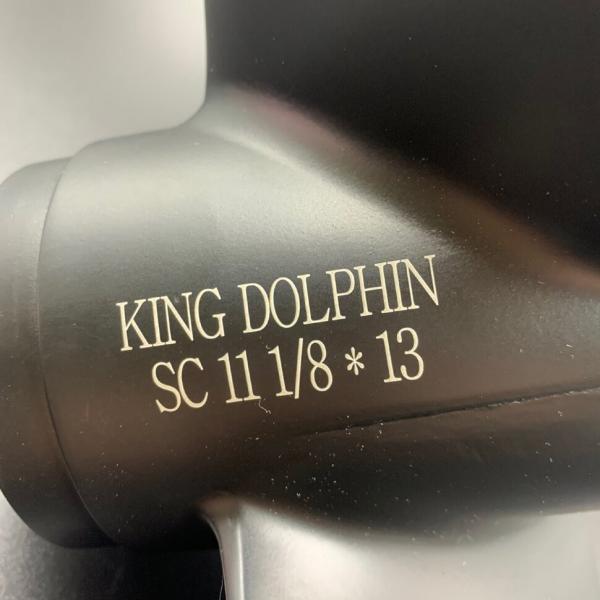 KING DOLPHIN
SC 11 1/8 * 13